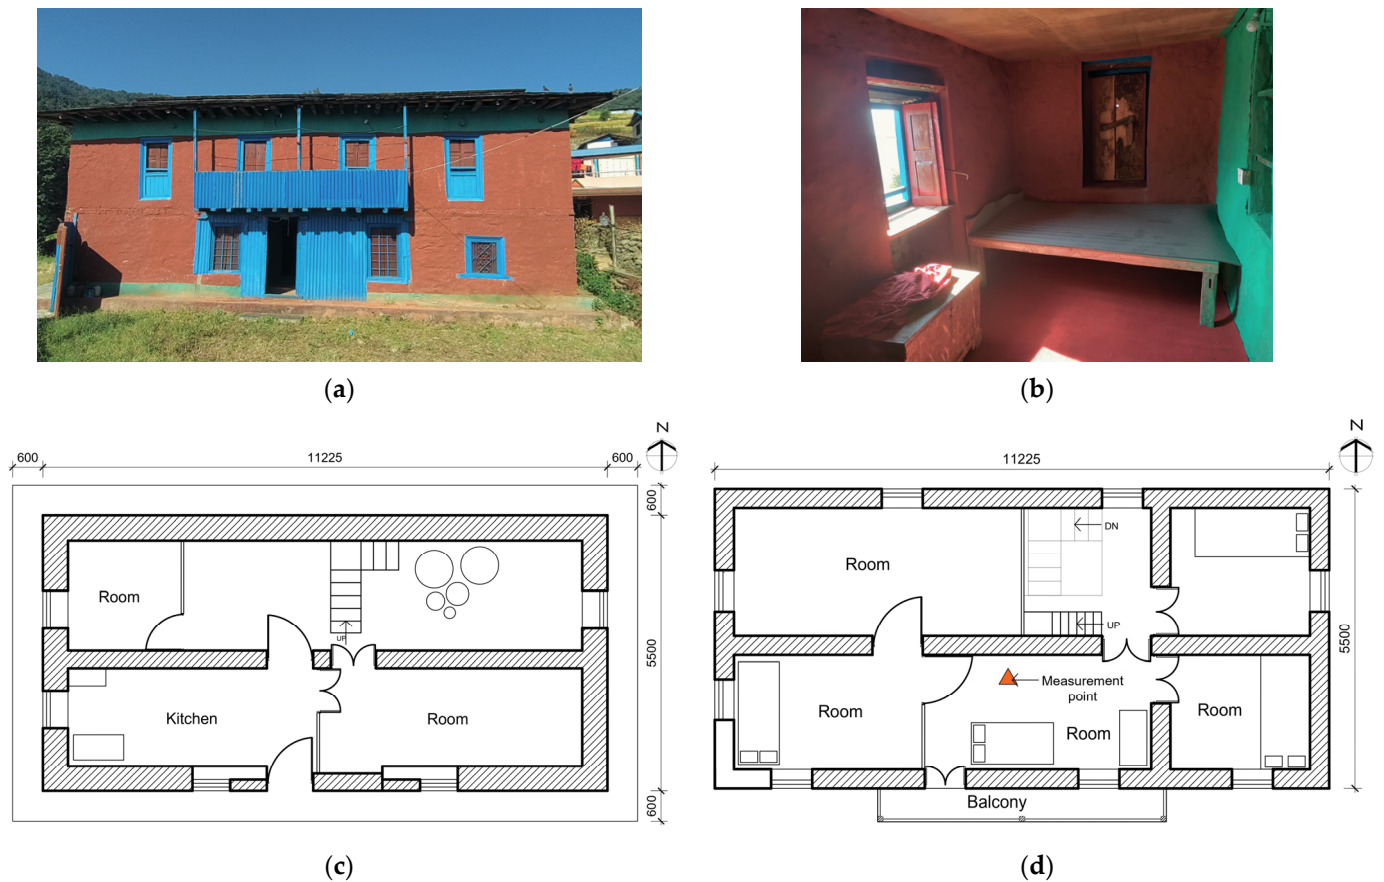 (a)
(b)
N
600
11225
600
600
Room
UP
5500
Kitchen
Room
600
(c)
N
11225
DN
Room
UP
5500
Measurement
point
Room
Room
Room
Balcony
(d)